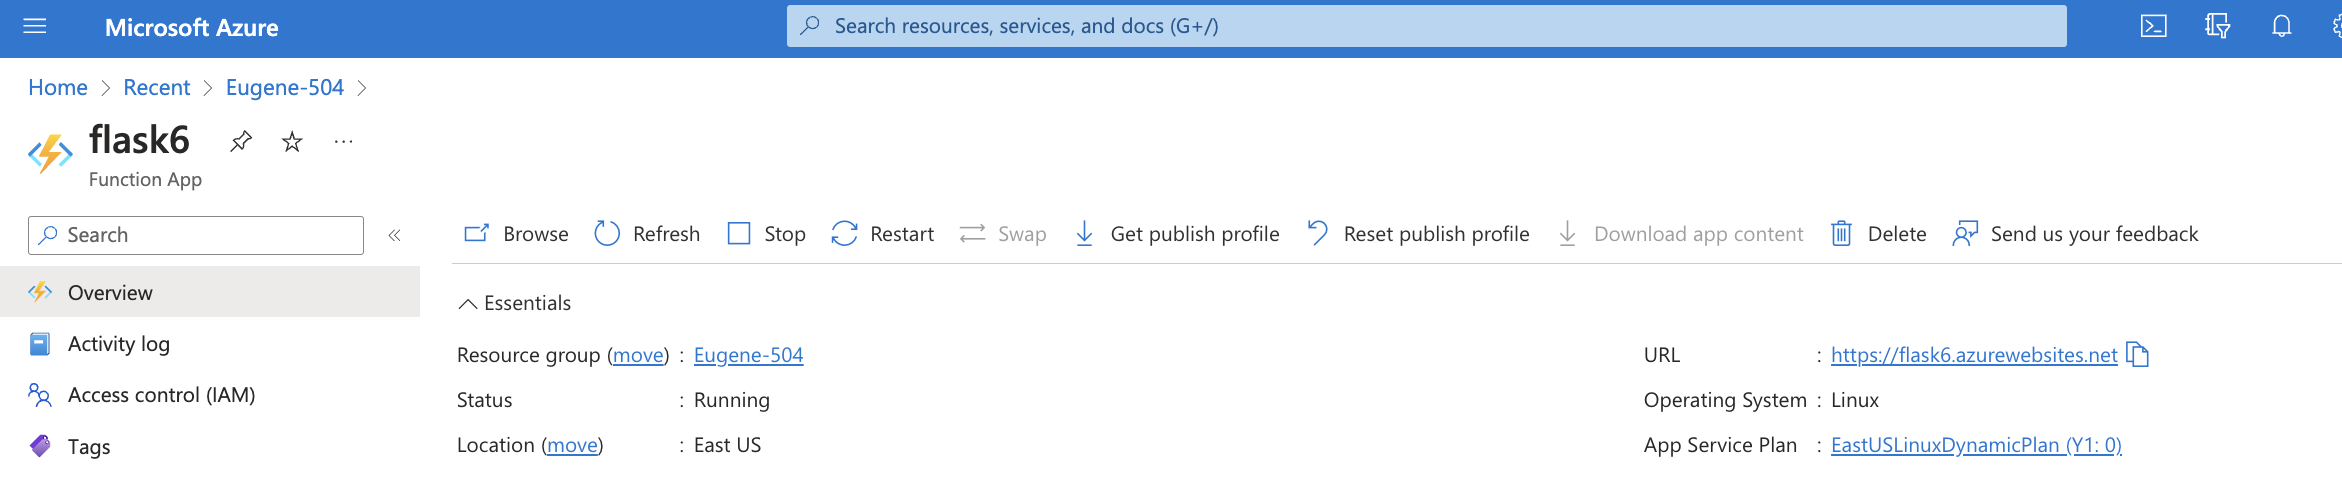 Microsoft Azure
Search resources, services, and docs (G+/)
Home > Recent > Eugene-504 >
flask6
...
Function App
Search
«
Browse Refresh Stop Restart Swap Get publish profile Reset publish profile Download app content Delete Send us your feedback
Overview
Activity log
Access control (IAM)
Tags
Essentials
Resource group (move) : Eugene-504
Status : Running
Location (move) : East US
URL : https://flask6.azurewebsites.net
Operating System : Linux
App Service Plan : EastUSLinuxDynamicPlan (Y1: 0)